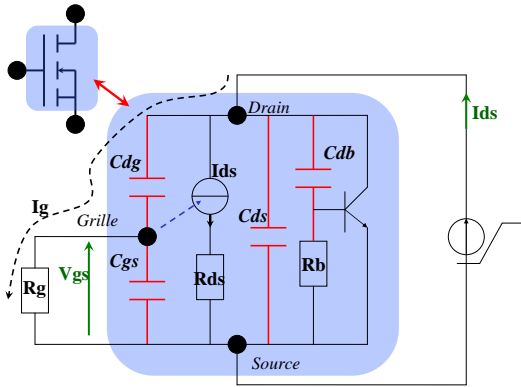 Drain
Ids
Cdb
Cdg
Ids
Ig
Grille
Cds
Cgs
Vgs
Rg
Rds
Rb
Source